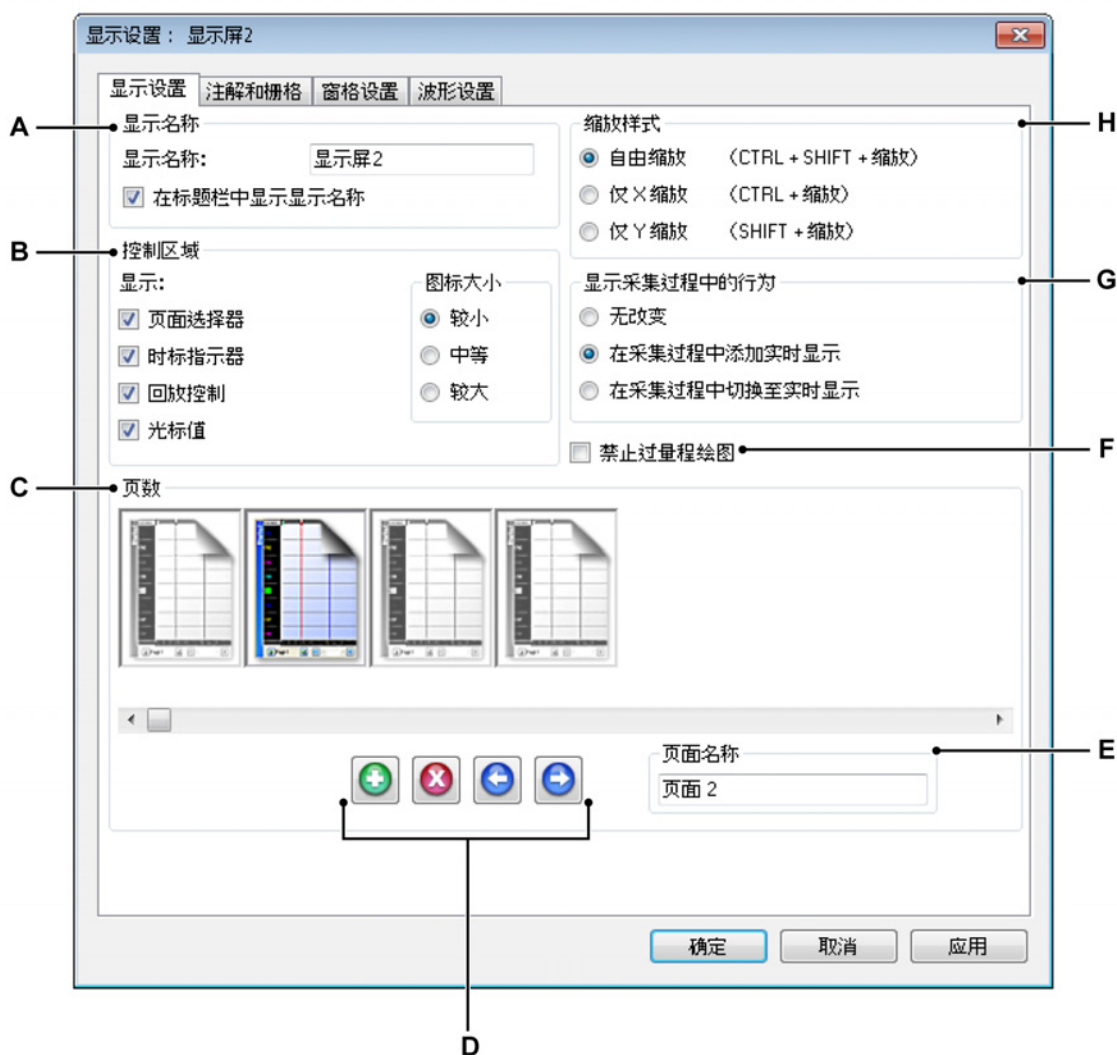 显示设置： 显示屏2
显示设置 注解和栅格 窗格设置 波形设置
A
显示名称
显示名称:
显示屏2
在标题栏中显示显示名称
H
缩放样式
自由缩放 （CTRL + SHIFT + 缩放）
仅 X 缩放 （CTRL + 缩放）
仅 Y 缩放 （SHIFT + 缩放）
B
控制区域
显示:
页面选择器
时标指示器
回放控制
光标值
图标大小
较小
中等
较大
G
显示采集过程中的行为
无改变
在采集过程中添加实时显示
在采集过程中切换至实时显示
F
禁止过量程绘图
C
页数
E
页面名称
页面 2
D
确定 取消 应用